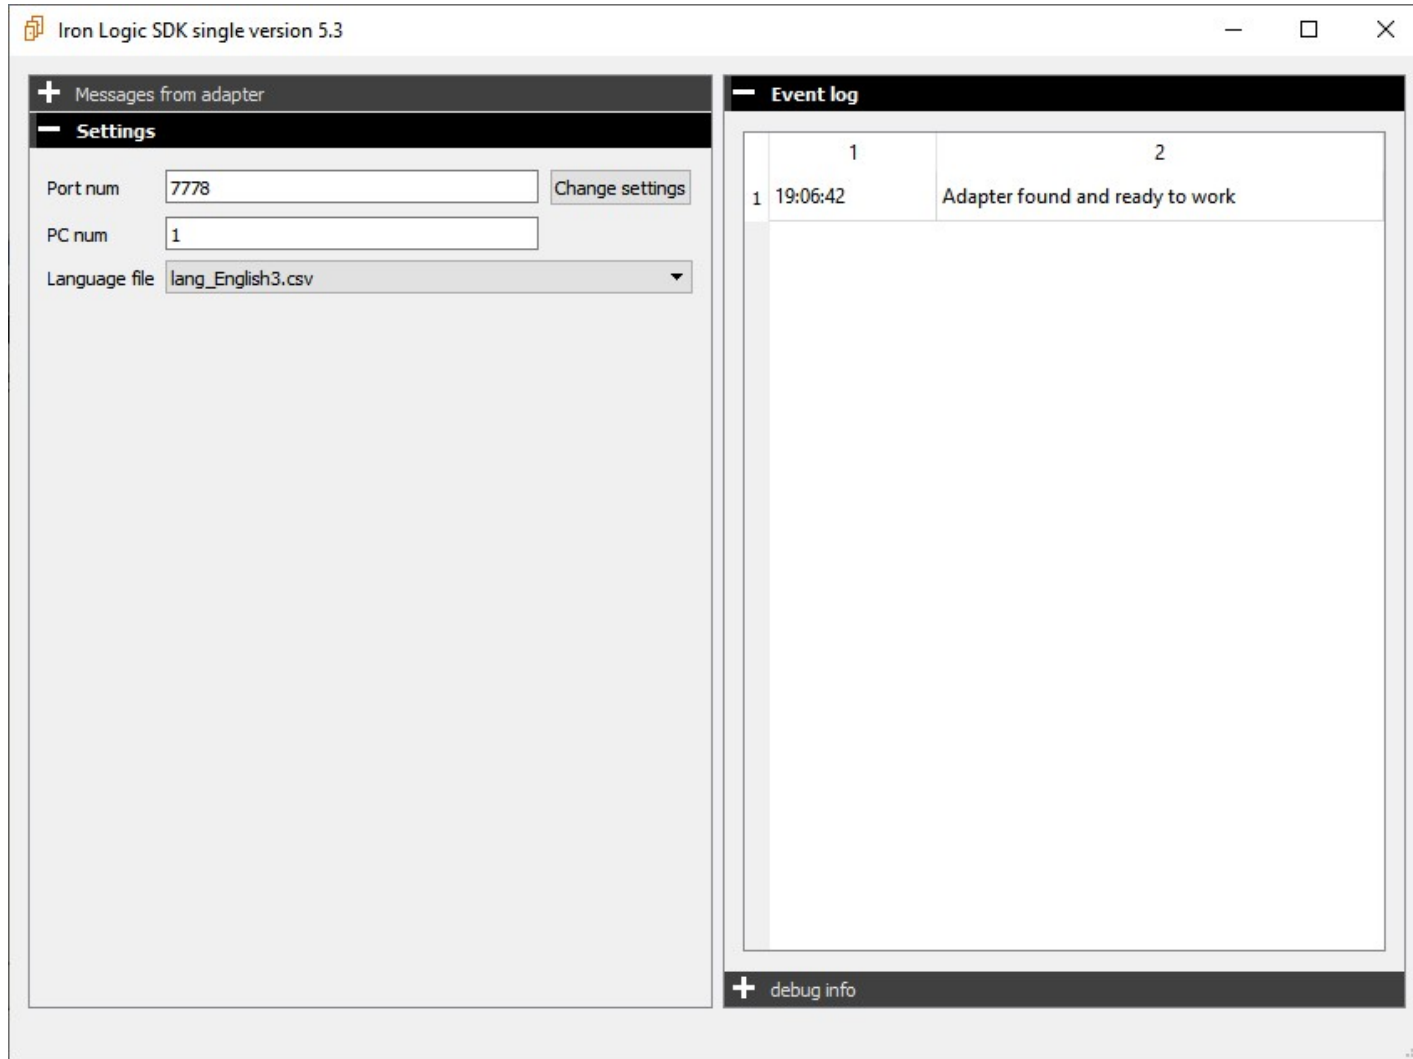 Iron Logic SDK single version 5.3
Messages from adapter
Settings
Port num 7778 Change settings
PC num 1
Language file lang_English3.csv
Event log
1 2
1 19:06:42 Adapter found and ready to work
debug info